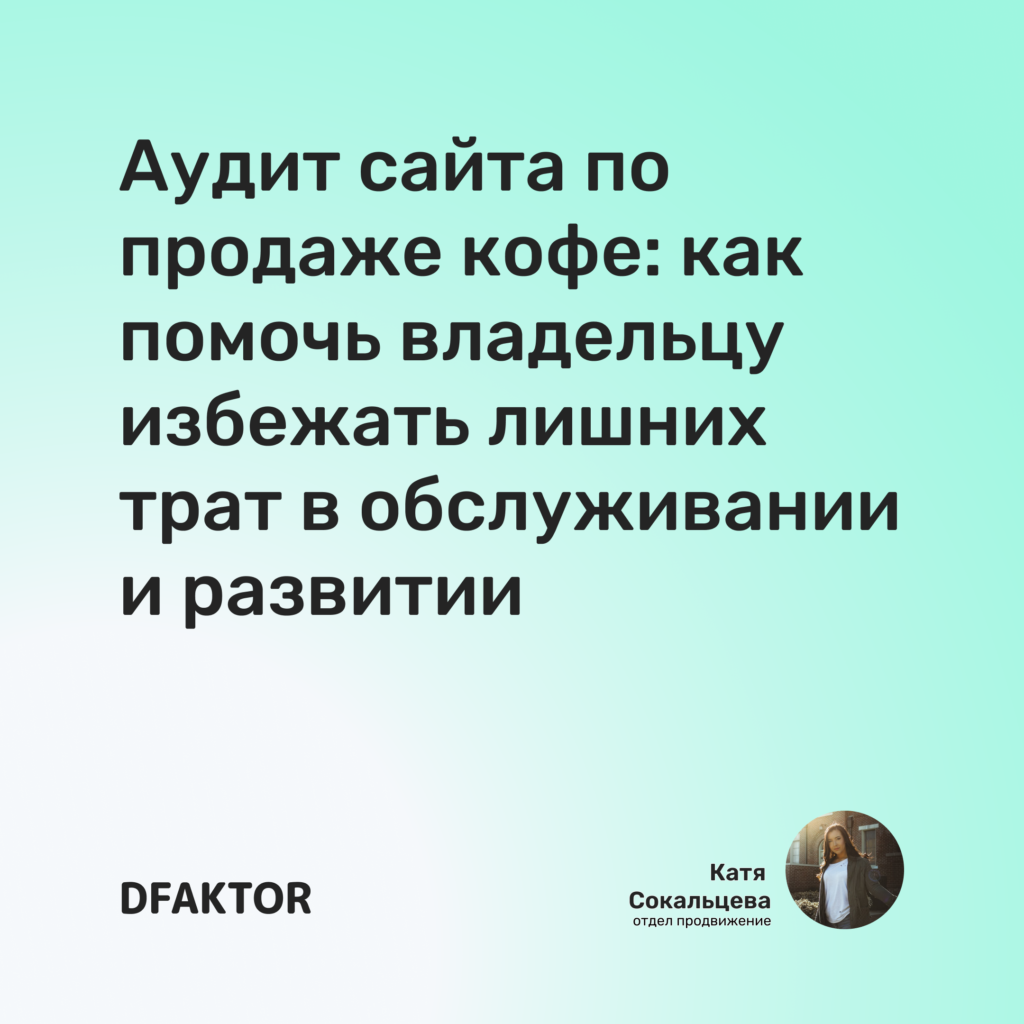 Аудит сайта по
продаже кофе: как
помочь владельцу
избежать лишних
трат в обслуживании
и развитии
DFAKTOR
Катя
Сокальцева
отдел продвижение